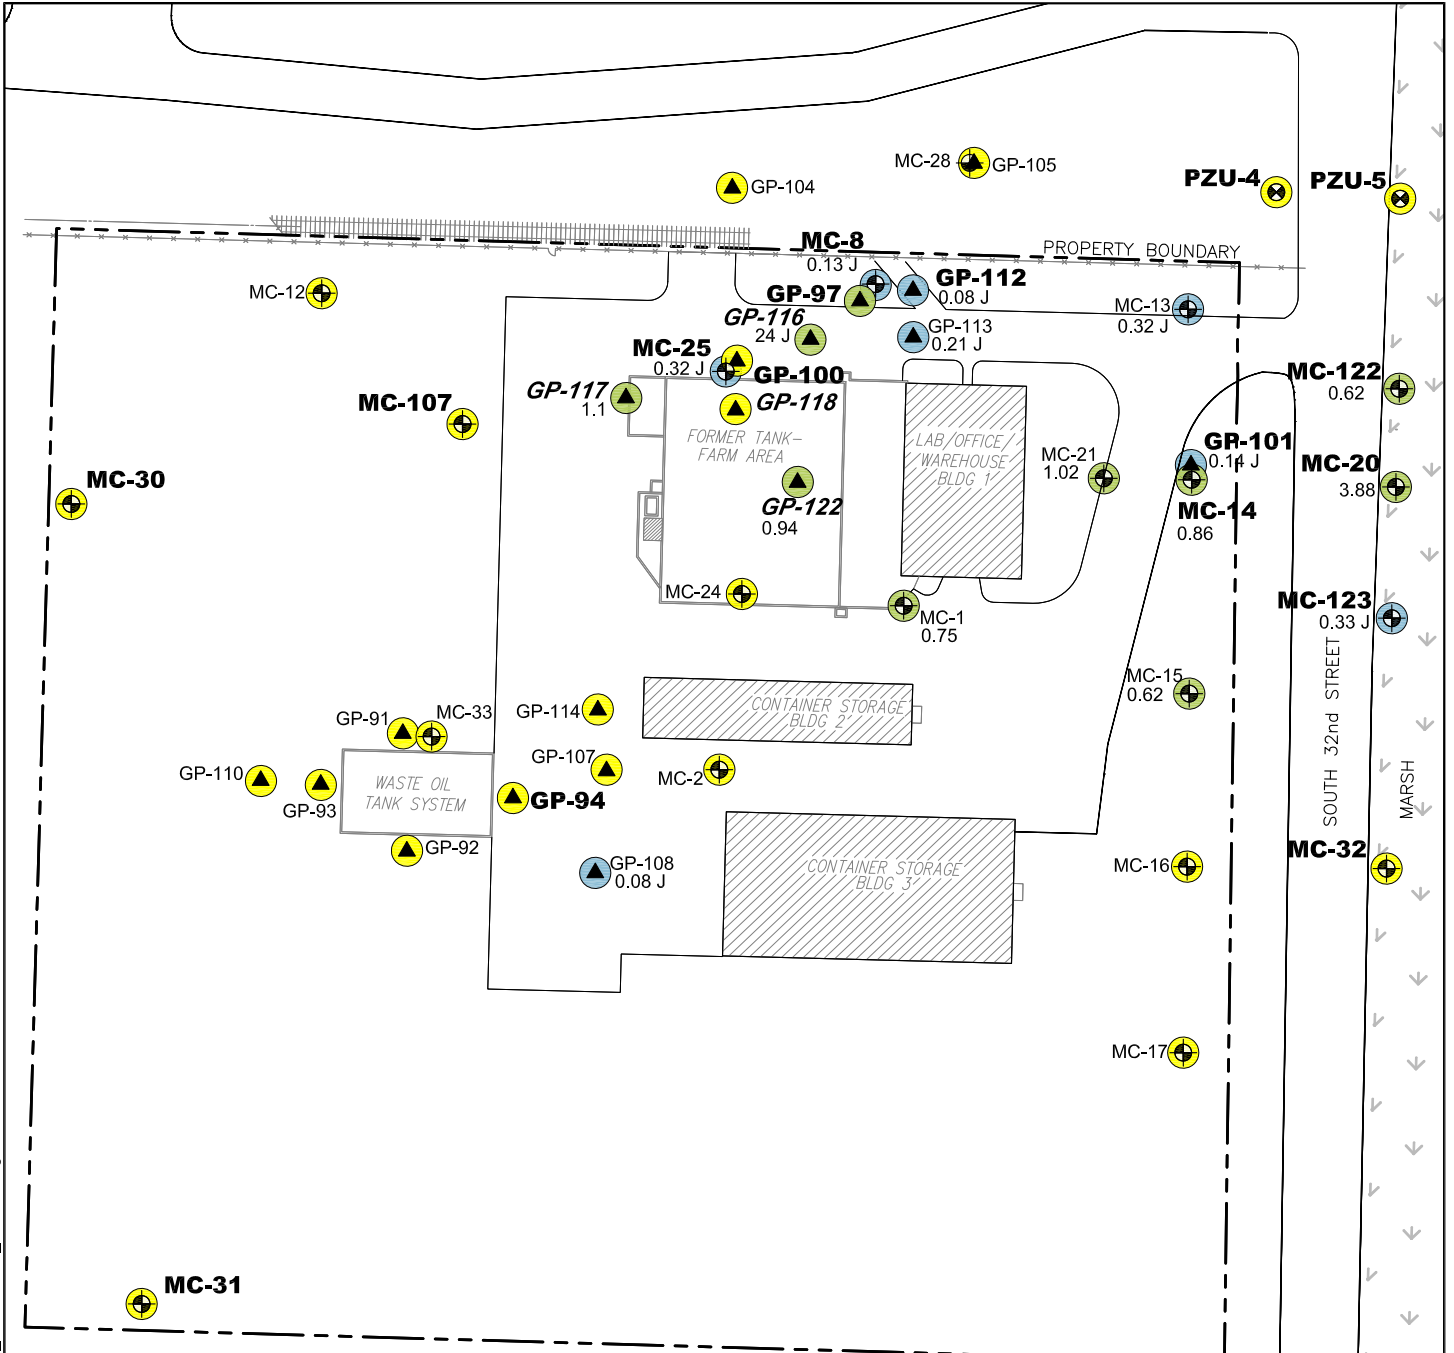 MC-28
GP-105
GP-104
PZU-4
PZU-5
MC-8
0.13 J
PROPERTY BOUNDARY
GP-112
0.08 J
MC-12
GP-97
MC-13
0.32 J
GP-116
24 J
GP-113
0.21 J
MC-25
0.32 J
GP-100
MC-122
0.62
GP-117
1.1
GP-118
MC-107
FORMER TANK-
FARM AREA
LAB/OFFICE/
WAREHOUSE
BLDG 1
MC-21
1.02
GP-101
0.14 J
MC-20
3.88
MC-30
GP-122
0.94
MC-14
0.86
MC-24
MC-1
0.75
MC-123
0.33 J
MC-15
0.62
SOUTH 32nd STREET
MARSH
GP-91
MC-33
GP-114
CONTAINER STORAGE
BLDG 2
GP-110
GP-93
WASTE OIL
TANK SYSTEM
GP-107
MC-2
GP-94
GP-92
GP-108
0.08 J
CONTAINER STORAGE
BLDG 3
MC-16
MC-32
MC-17
MC-31